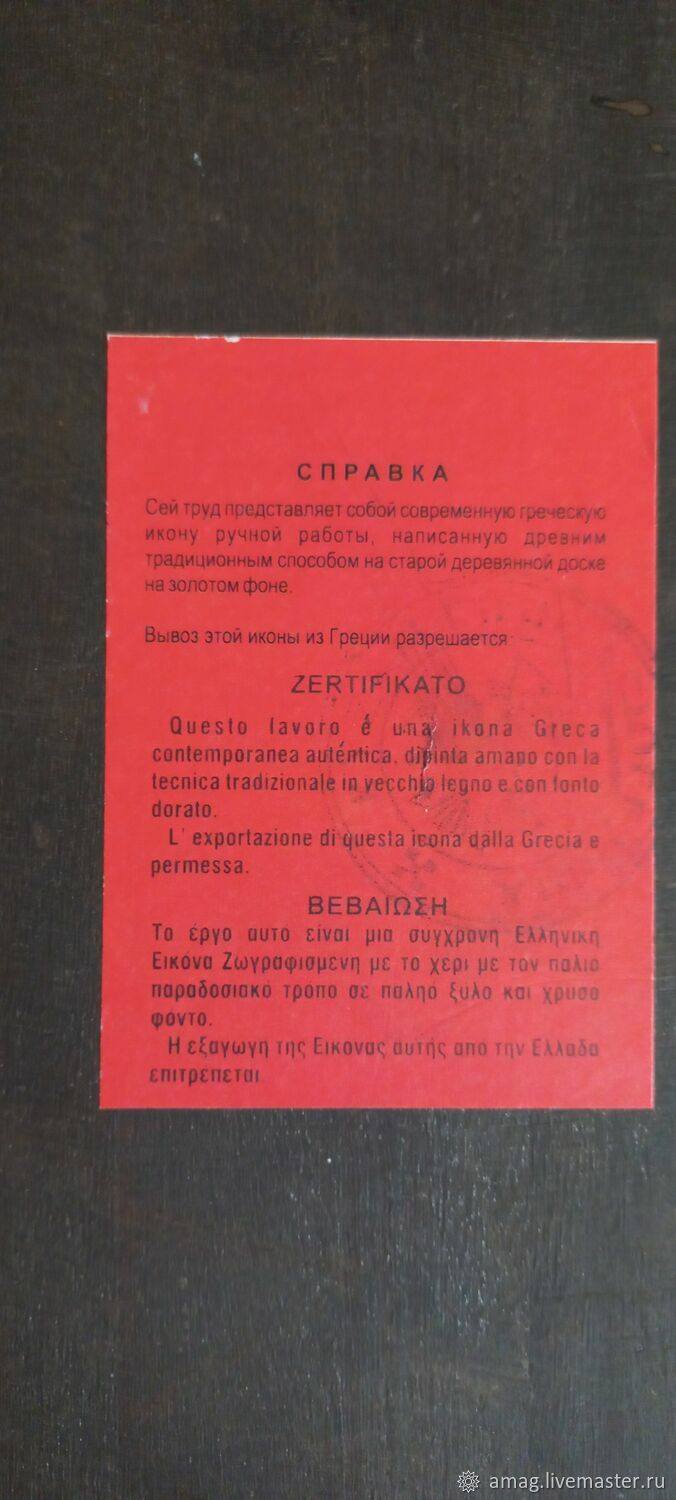 СПРАВКА
Сей труд представляет собой современную греческую
икону ручной работы, написанную древним
традиционным способом на старой деревянной доске
на золотом фоне.
Вывоз этой иконы из Греции разрешается
ZERTIFIKATO
Questo lavoro é una ikona Greca
contemporanea auténtica, dipinta amano con la
tecnica tradizionale in vecchio legno e con fonto
dorato.
L' exportazione di questa icona dalla Grecia e
permessa.
ΒΕΒΑΙΩΣΗ
Το έργο αυτο είναι μια συγχρονη Ελληνικη
Εικόνα Ζωγραφισμενη με το χερι με τον παλιο
παραδοσιακό τροπο σε παληό ξυλο και χρυσο
φοντο.
Η εξαγωγη της Εικονας αυτής απο την Ελλαδα
επιτρεπεται
amag.livemaster.ru